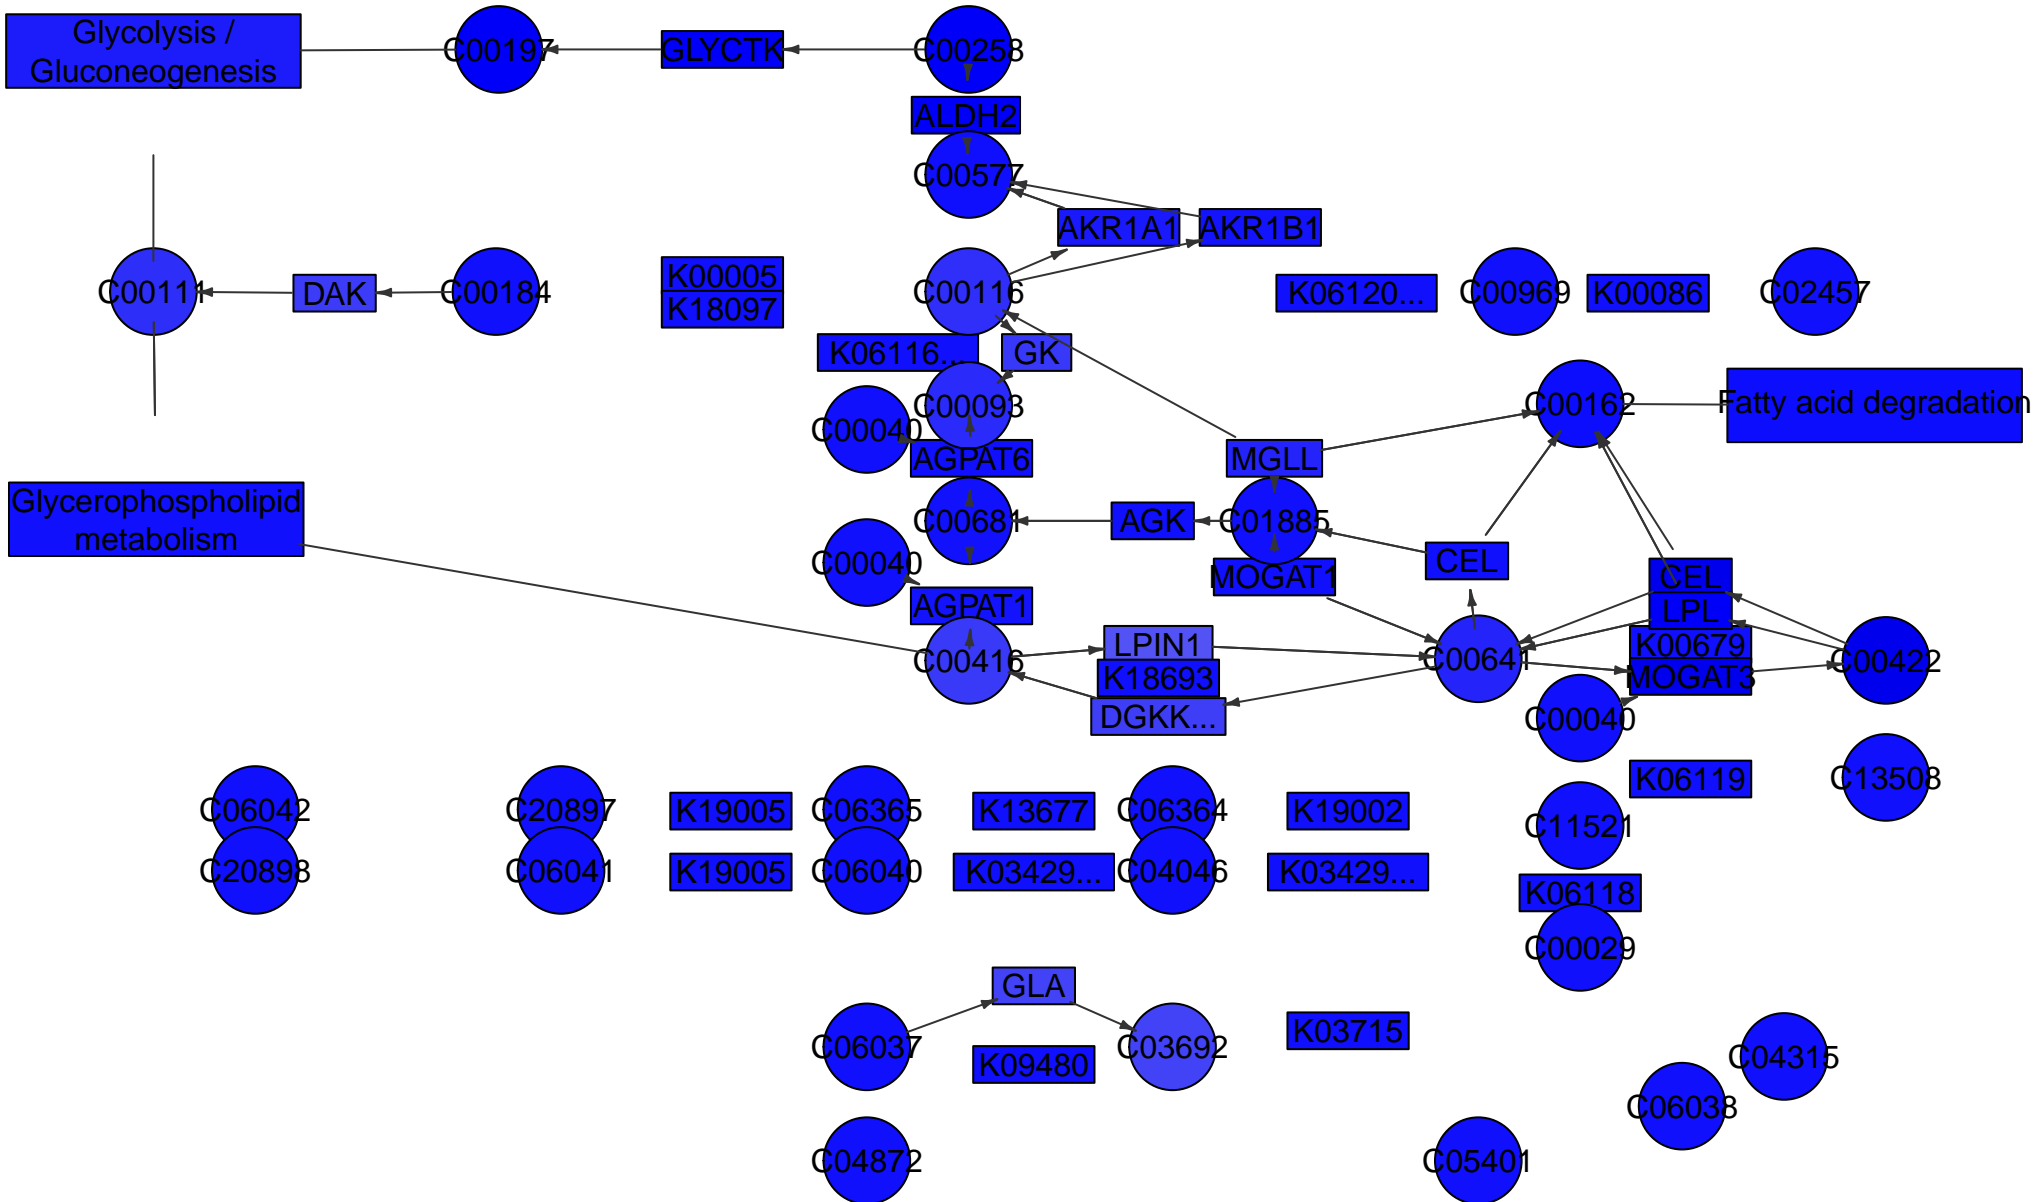 Glycolysis /
Gluconeogenesis
C00197
GLYCTK
C00258
ALDH2
C00577
AKR1A1
AKR1B1
C00111
DAK
C00184
K00005
K18097
C00116
K06120...
C00969
K00086
C02457
K06116...
GK
C00093
C00040
AGPAT6
MGLL
C00162
Fatty acid degradation
Glycerophospholipid
metabolism
C00681
AGK
C01885
C00040
MOGAT1
CEL
CEL
AGPAT1
LPL
C00416
LPIN1
K18693
DGKK...
C00641
K00679
MOGAT3
C00422
C00040
C06042
C20897
K19005
C06365
K13677
C06364
K19002
C11521
K06119
C13508
C20898
C06041
K19005
C06040
K03429...
C04046
K03429...
K06118
C00029
GLA
C06037
K09480
C03692
K03715
C04315
C06038
C04872
C05401